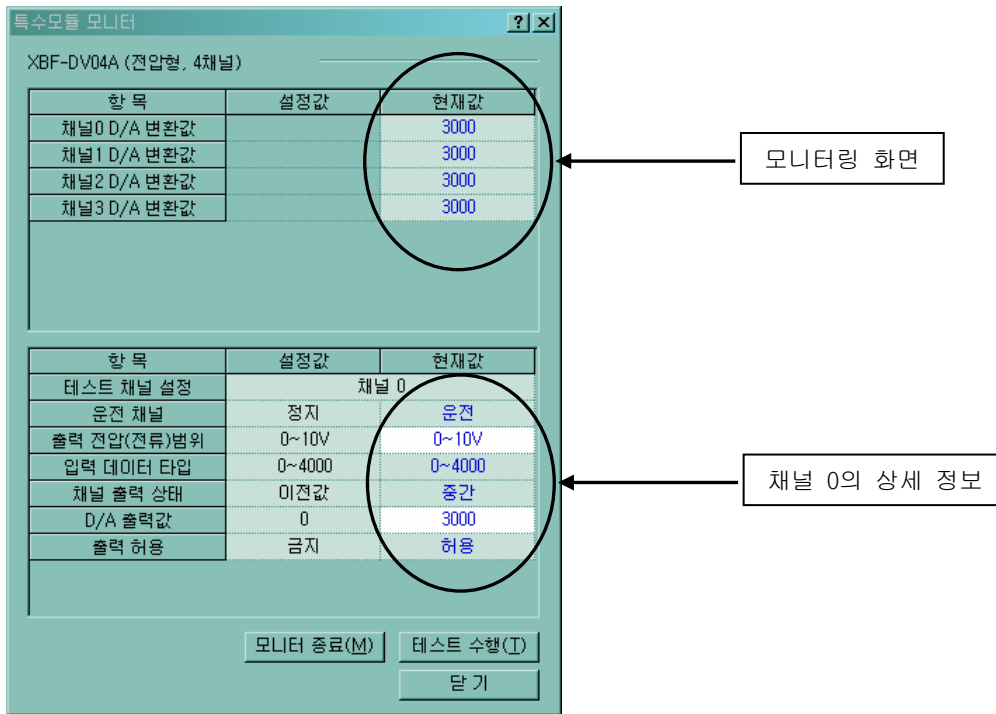 특수모듈 모니터
XBF-DV04A (전압형, 4채널)
항 목 설정값 현재값
채널0 D/A 변환값 3000
채널1 D/A 변환값 3000
채널2 D/A 변환값 3000
채널3 D/A 변환값 3000
모니터링 화면
항 목 설정값 현재값
테스트 채널 설정 채널 0
운전 채널 정지 운전
출력 전압(전류)범위 0~10V 0~10V
입력 데이터 타입 0~4000 0~4000
채널 출력 상태 이전값 중간
D/A 출력값 0 3000
출력 허용 금지 허용
채널 0의 상세 정보
모니터 종료(M) 테스트 수행(T)
닫 기